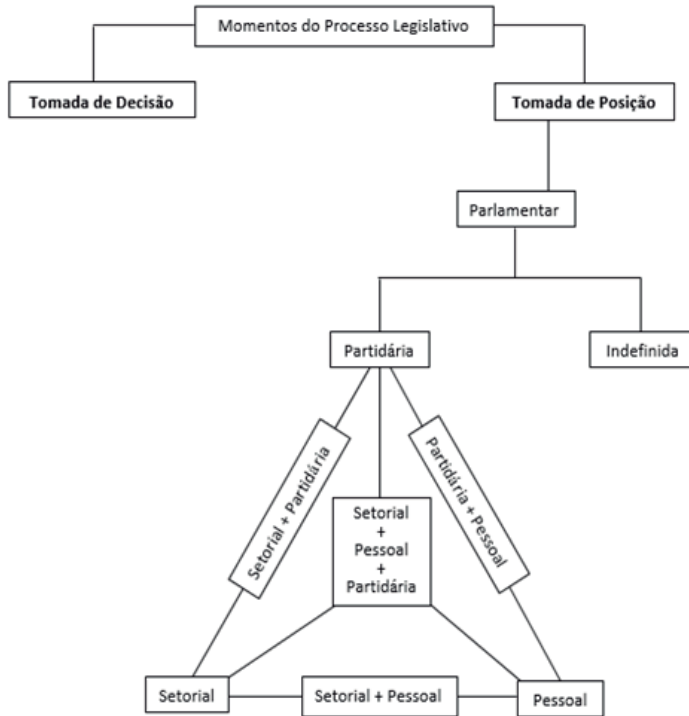 Momentos do Processo Legislativo
Tomada de Decisão
Tomada de Posição
Parlamentar
Partidária
Indefinida
Setorial + Partidária
Partidária + Pessoal
Setorial
+
Pessoal
+
Partidária
Setorial
Setorial + Pessoal
Pessoal